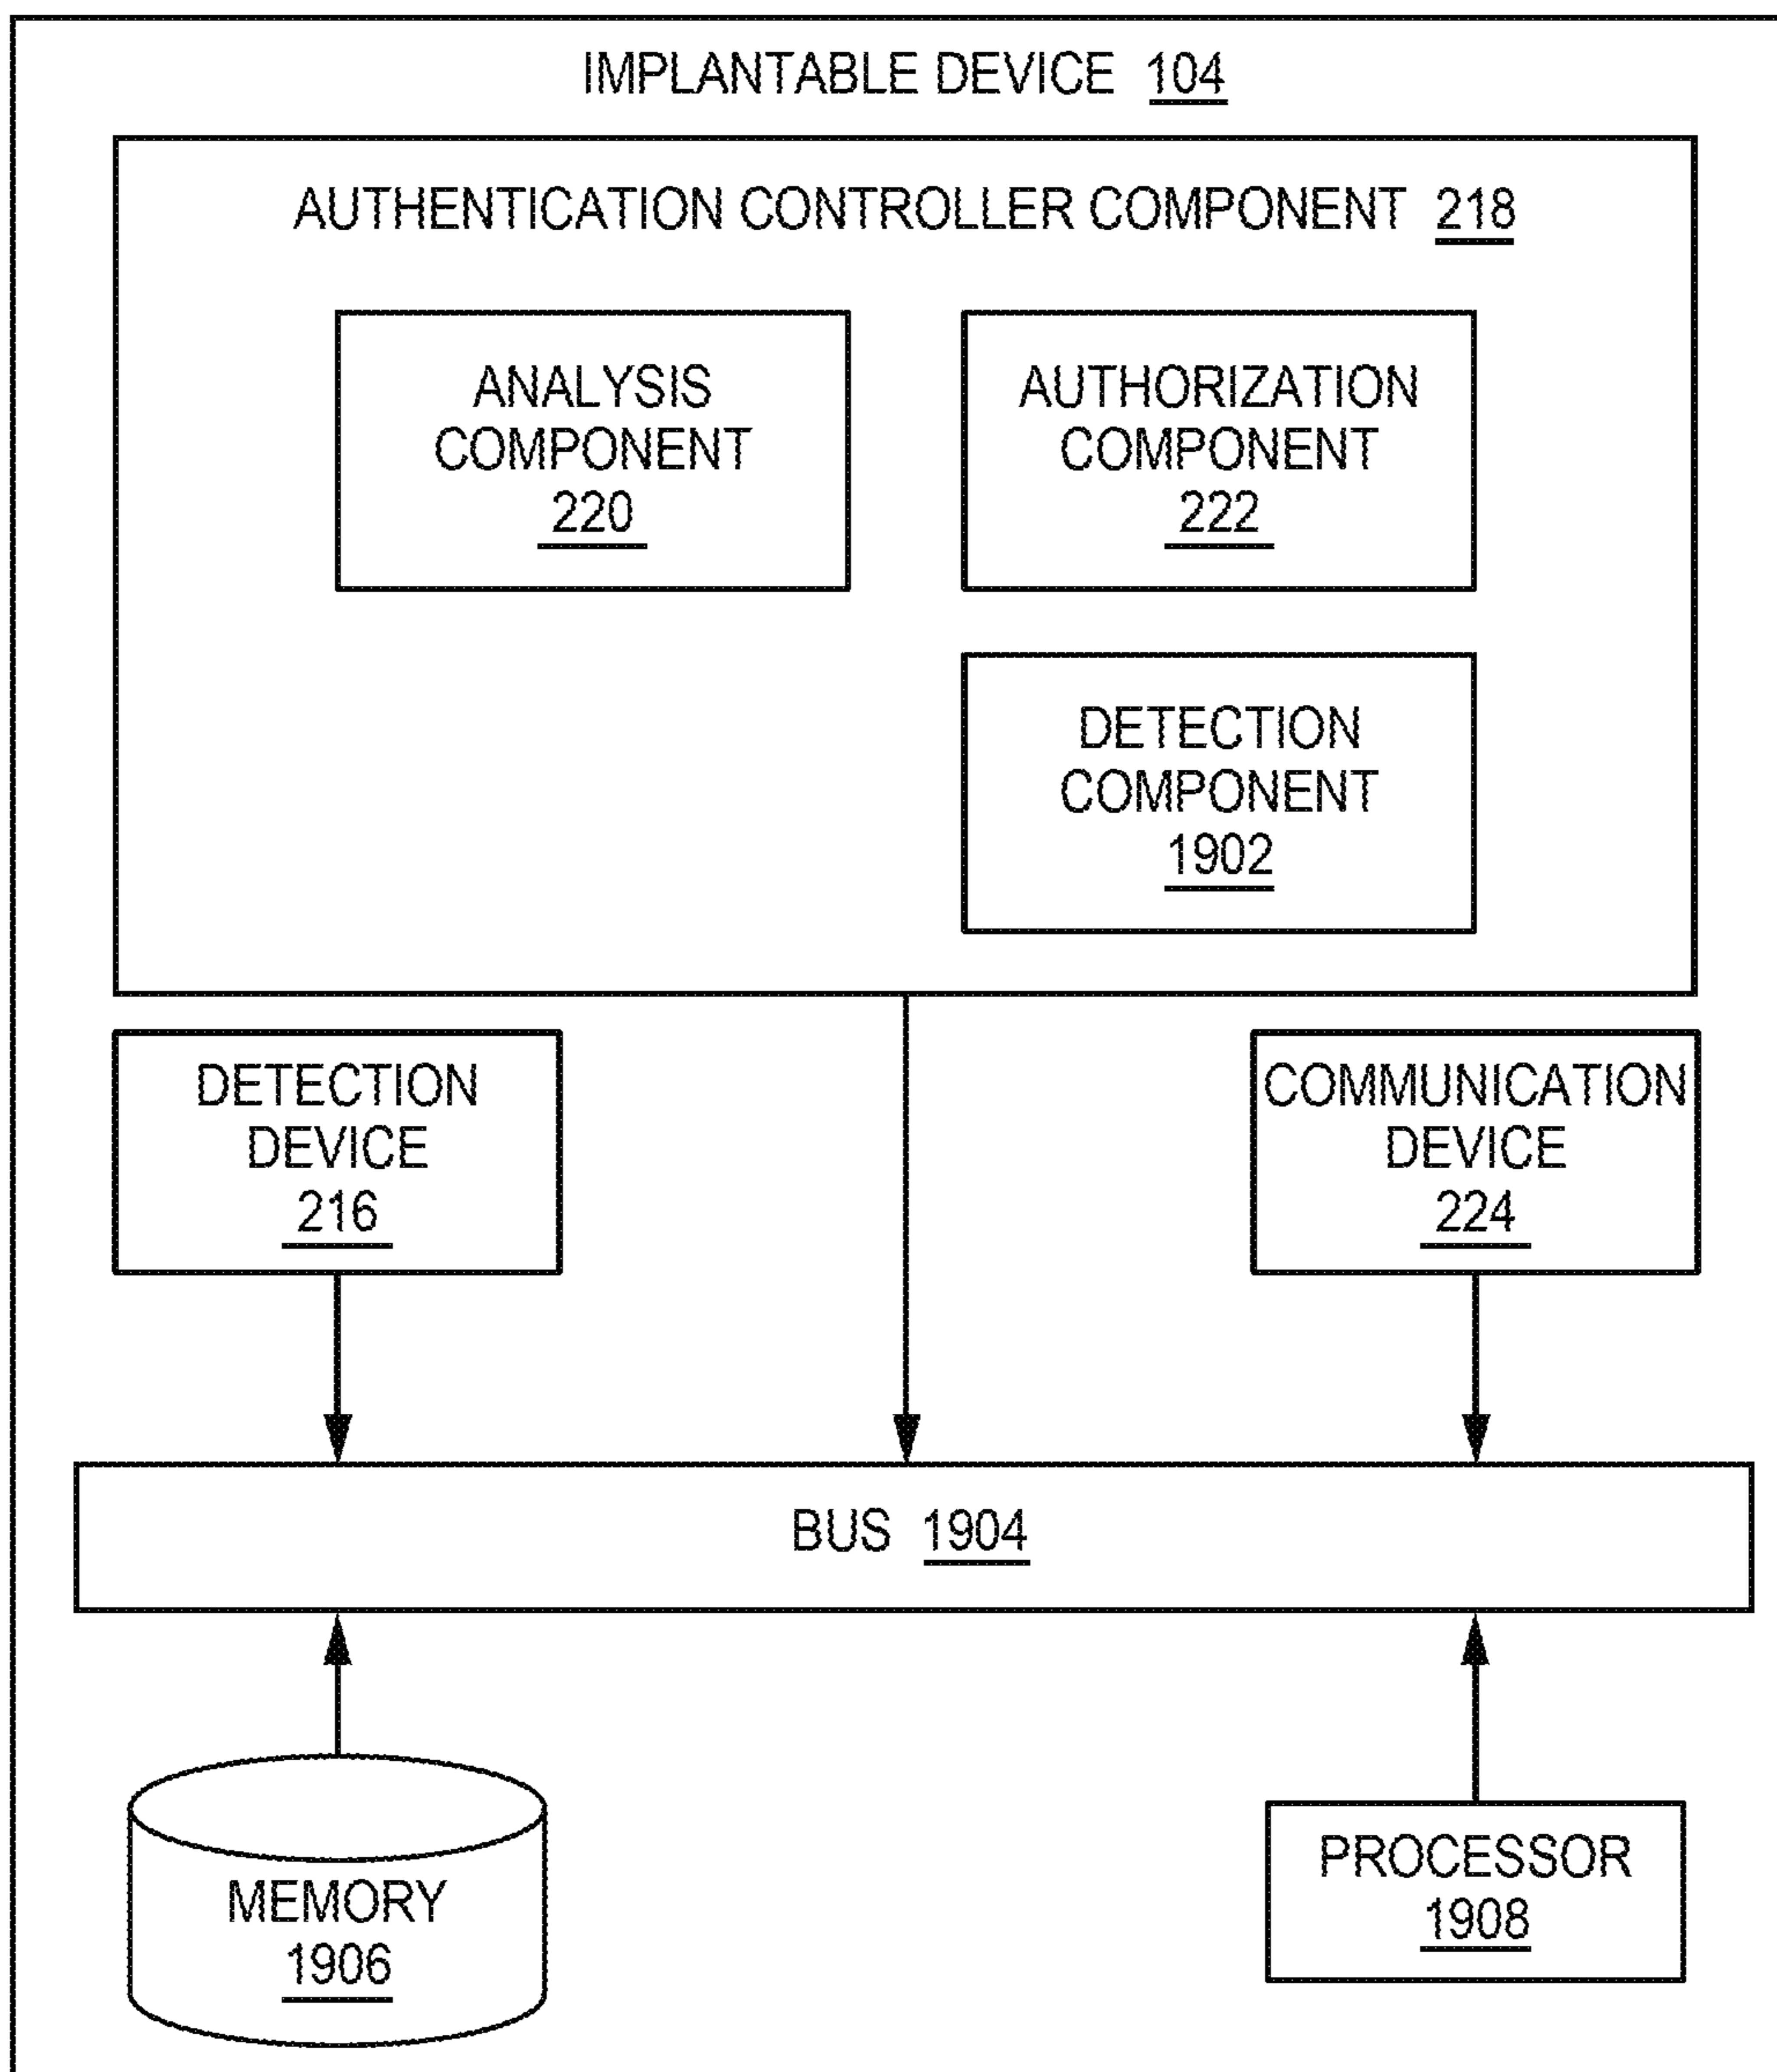 IMPLANTABLE DEVICE 104
AUTHENTICATION CONTROLLER COMPONENT 218
ANALYSIS
COMPONENT
220
AUTHORIZATION
COMPONENT
222
DETECTION
COMPONENT
1902
DETECTION
DEVICE
216
COMMUNICATION
DEVICE
224
BUS 1904
MEMORY
1906
PROCESSOR
1908